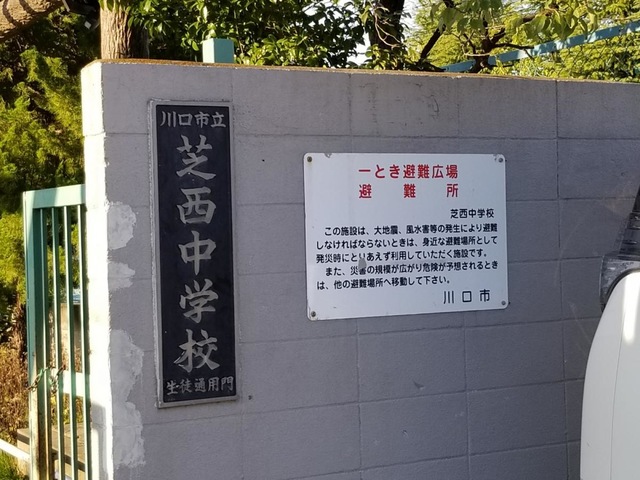 川口市立
芝西中学校
生徒通用門
一とき避難広場
避難所
芝西中学校
この施設は、大地震、風水害等の発生により避難
しなければならないときは、身近な避難場所として
発災時にとりあえず利用していただく施設です。
また、災害の規模が広がり危険が予想されるとき
は、他の避難場所へ移動して下さい。
川口市